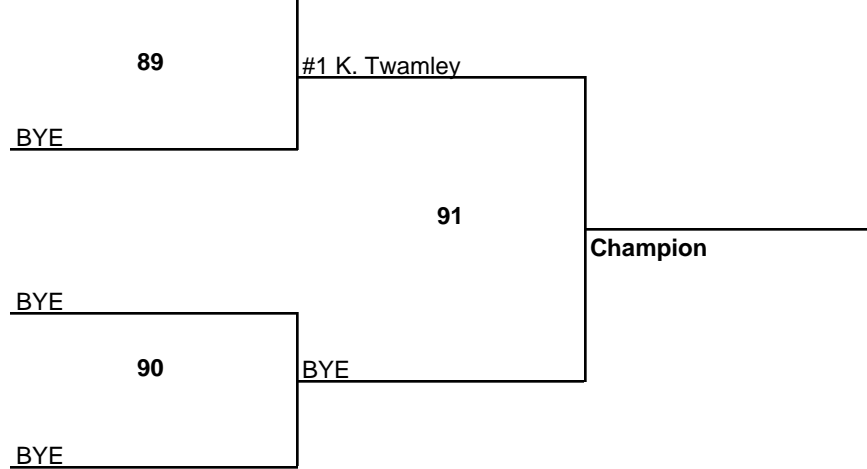 89
#1 K. Twamley
BYE
91
Champion
BYE
90
BYE
BYE